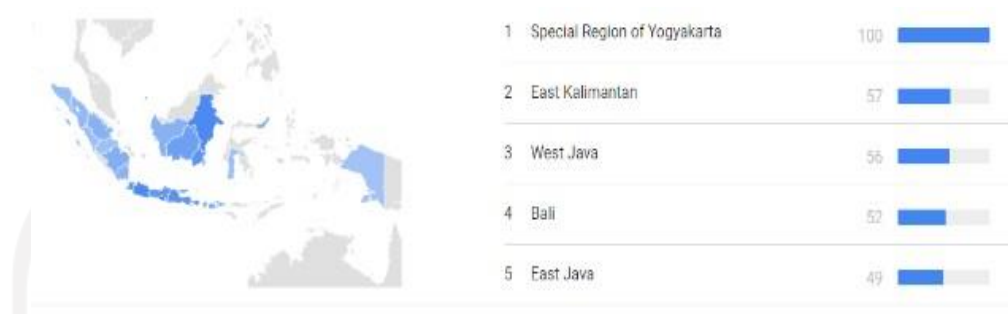 1 Special Region of Yogyakarta 100
2 East Kalimantan 57
3 West Java 56
4 Bali 52
5 East Java 49